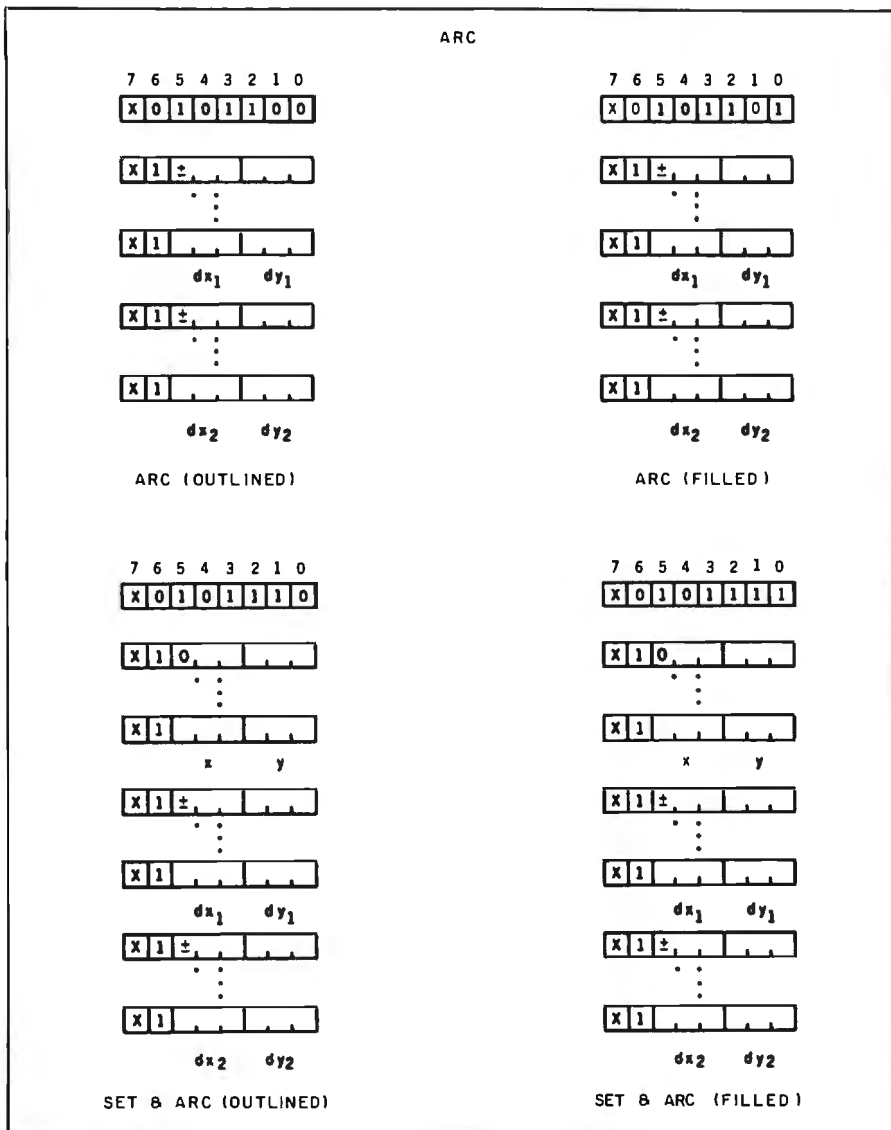 ARC
7 6 5 4 3 2 1 0
X 0 1 0 1 1 0 0
X 1 ±
X 1
dx1 dy1
X 1 ±
X 1
dx2 dy2
ARC (OUTLINED)
7 6 5 4 3 2 1 0
X 0 1 0 1 1 0 1
X 1 ±
X 1
dx1 dy1
X 1 ±
X 1
dx2 dy2
ARC (FILLED)
7 6 5 4 3 2 1 0
X 0 1 0 1 1 1 0
X 1 0
X 1
x y
X 1 ±
X 1
dx1 dy1
X 1 ±
X 1
dx2 dy2
SET & ARC (OUTLINED)
7 6 5 4 3 2 1 0
X 0 1 0 1 1 1 1
X 1 0
X 1
x y
X 1 ±
X 1
dx1 dy1
X 1 ±
X 1
dx2 dy2
SET & ARC (FILLED)